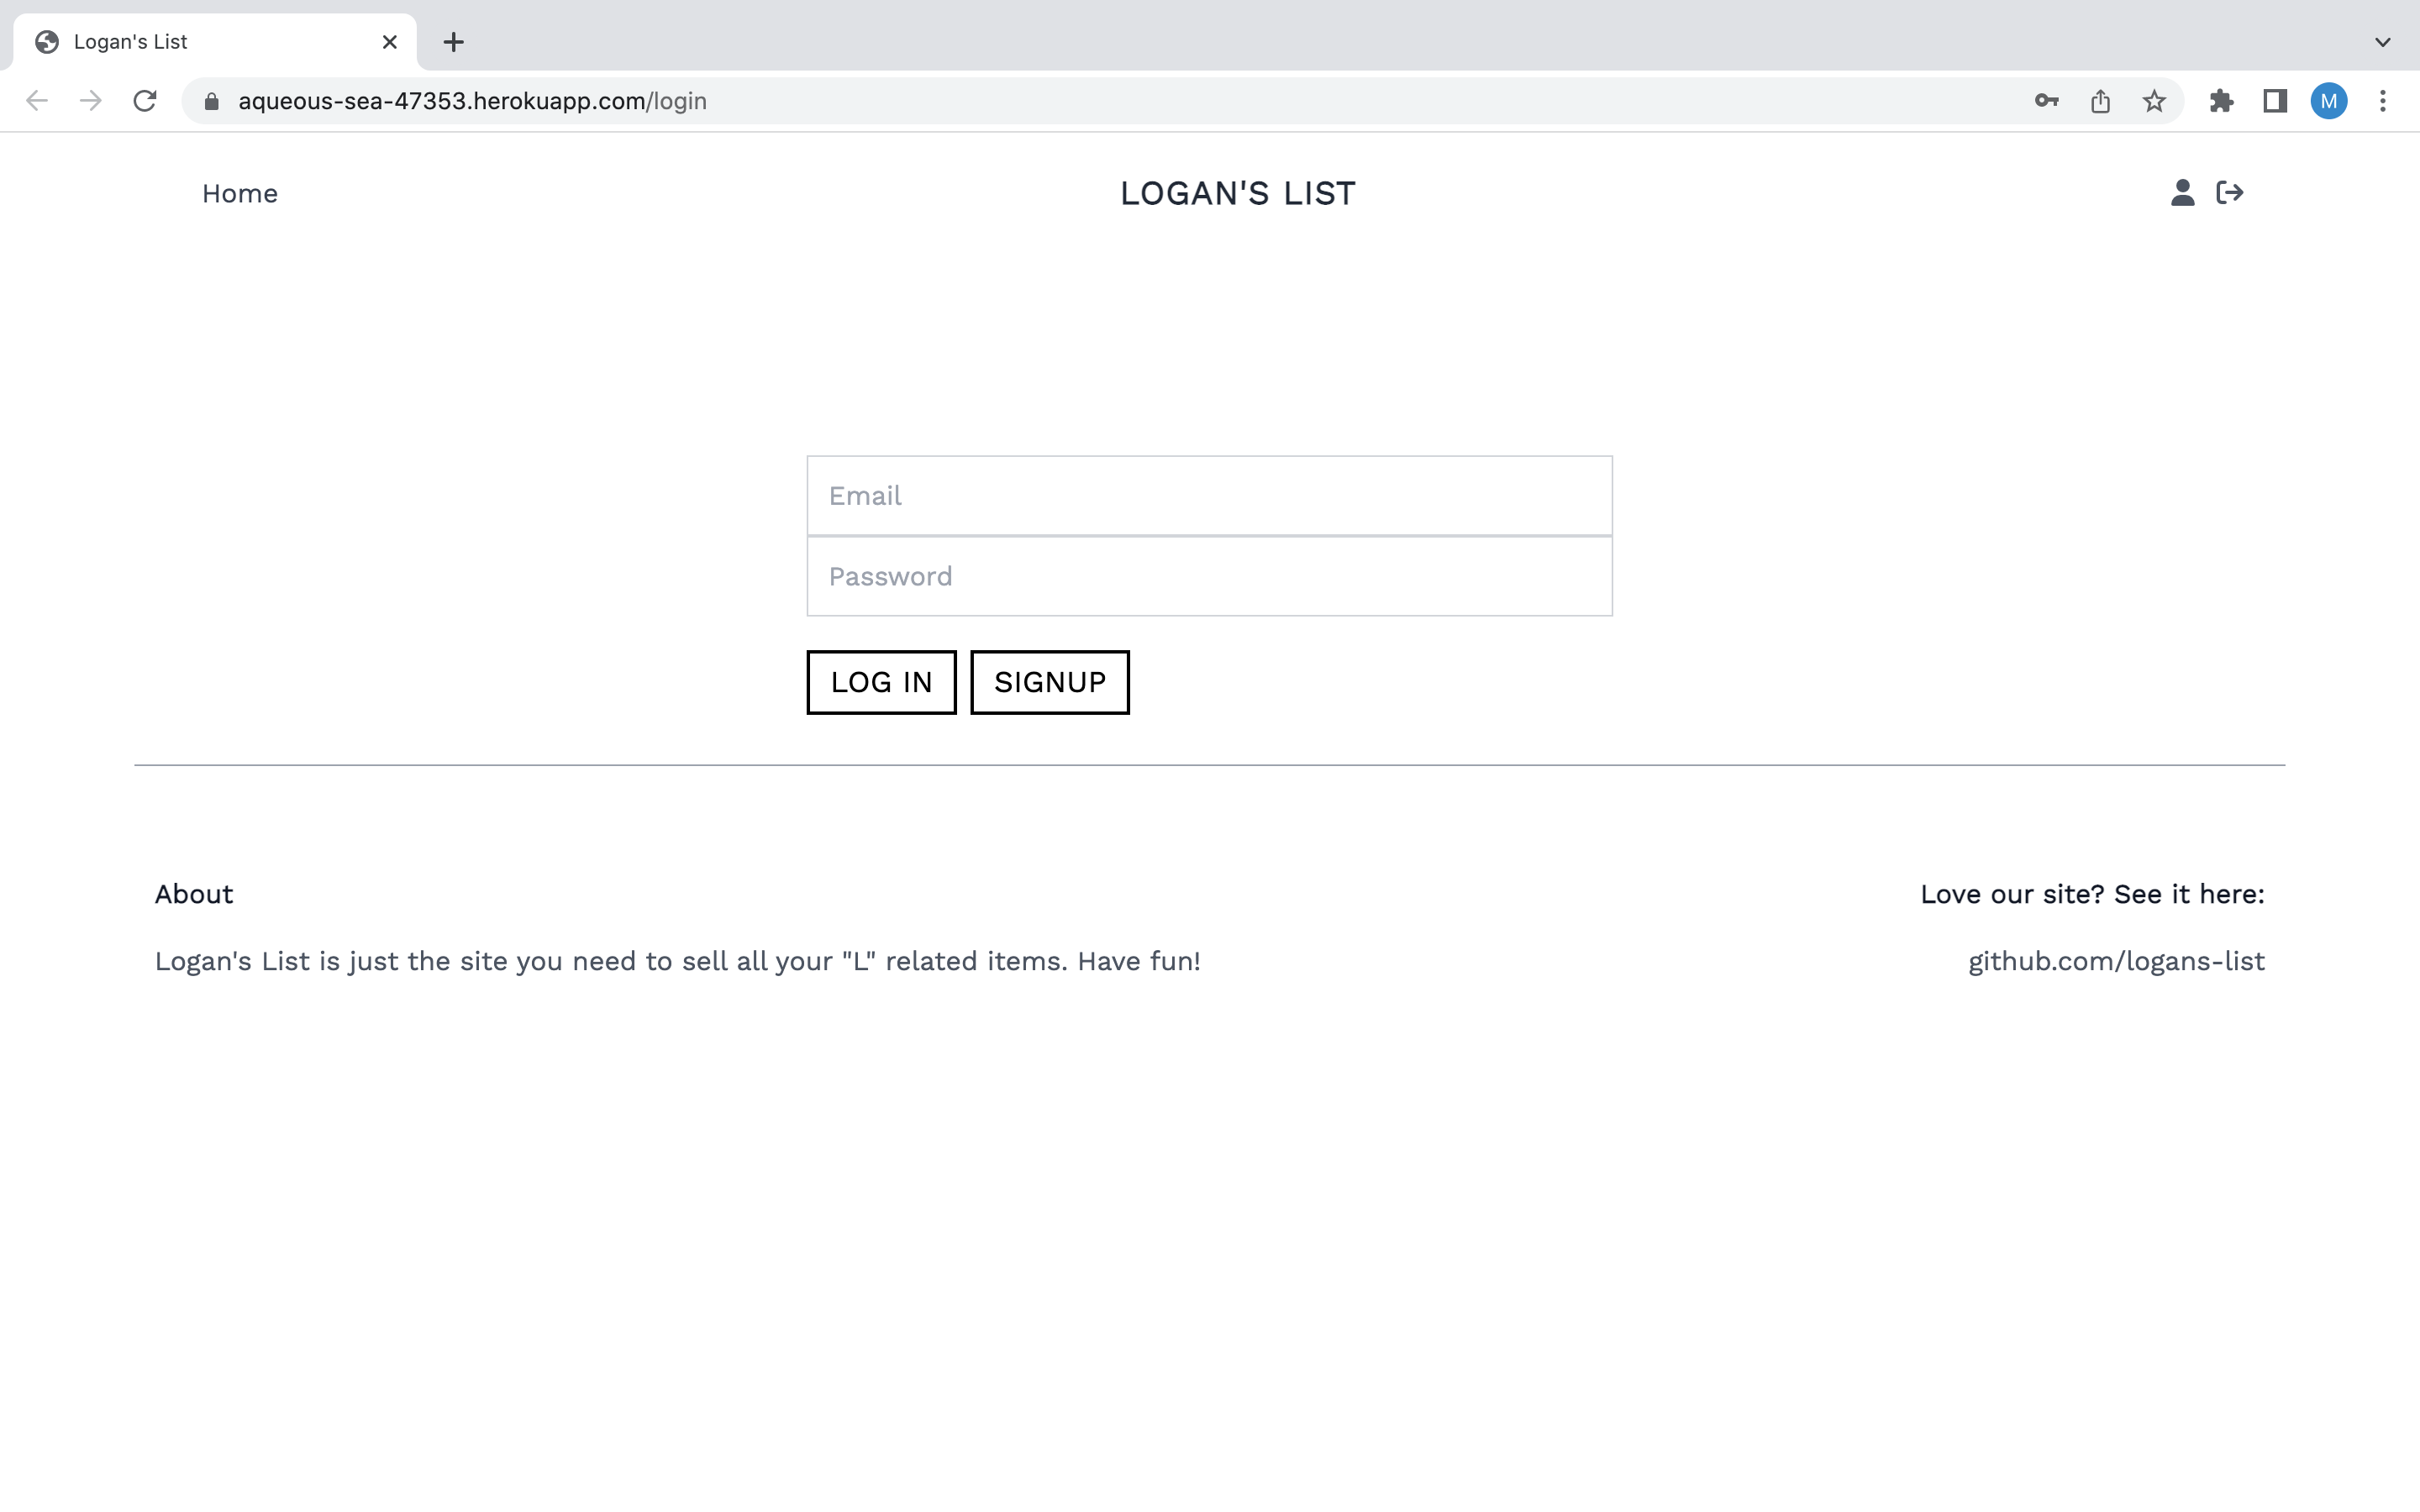 Logan's List
aqueous-sea-47353.herokuapp.com/login
M
Home
LOGAN'S LIST
Email
Password
LOG IN
SIGNUP
About
Love our site? See it here:
Logan's List is just the site you need to sell all your "L" related items. Have fun!
github.com/logans-list